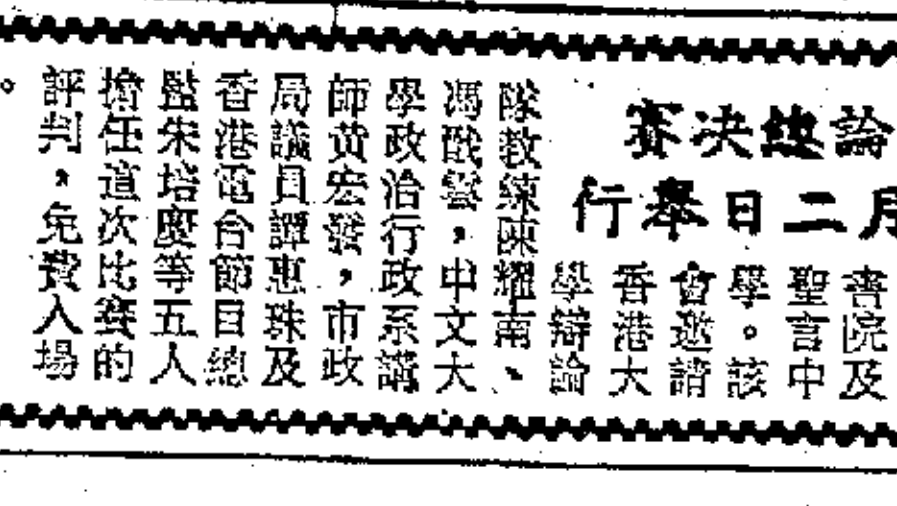 論總決賽
月二日舉行
書院及
聖言中
學。該
會邀請
香港大
學辯論
隊教練陳耀南、
馮戩雲，中文大
學政治行政系講
師黃宏發，市政
局議員譚惠珠及
香港電台節目總
監朱培慶等五人
擔任這次比賽的
評判，免費入場
。